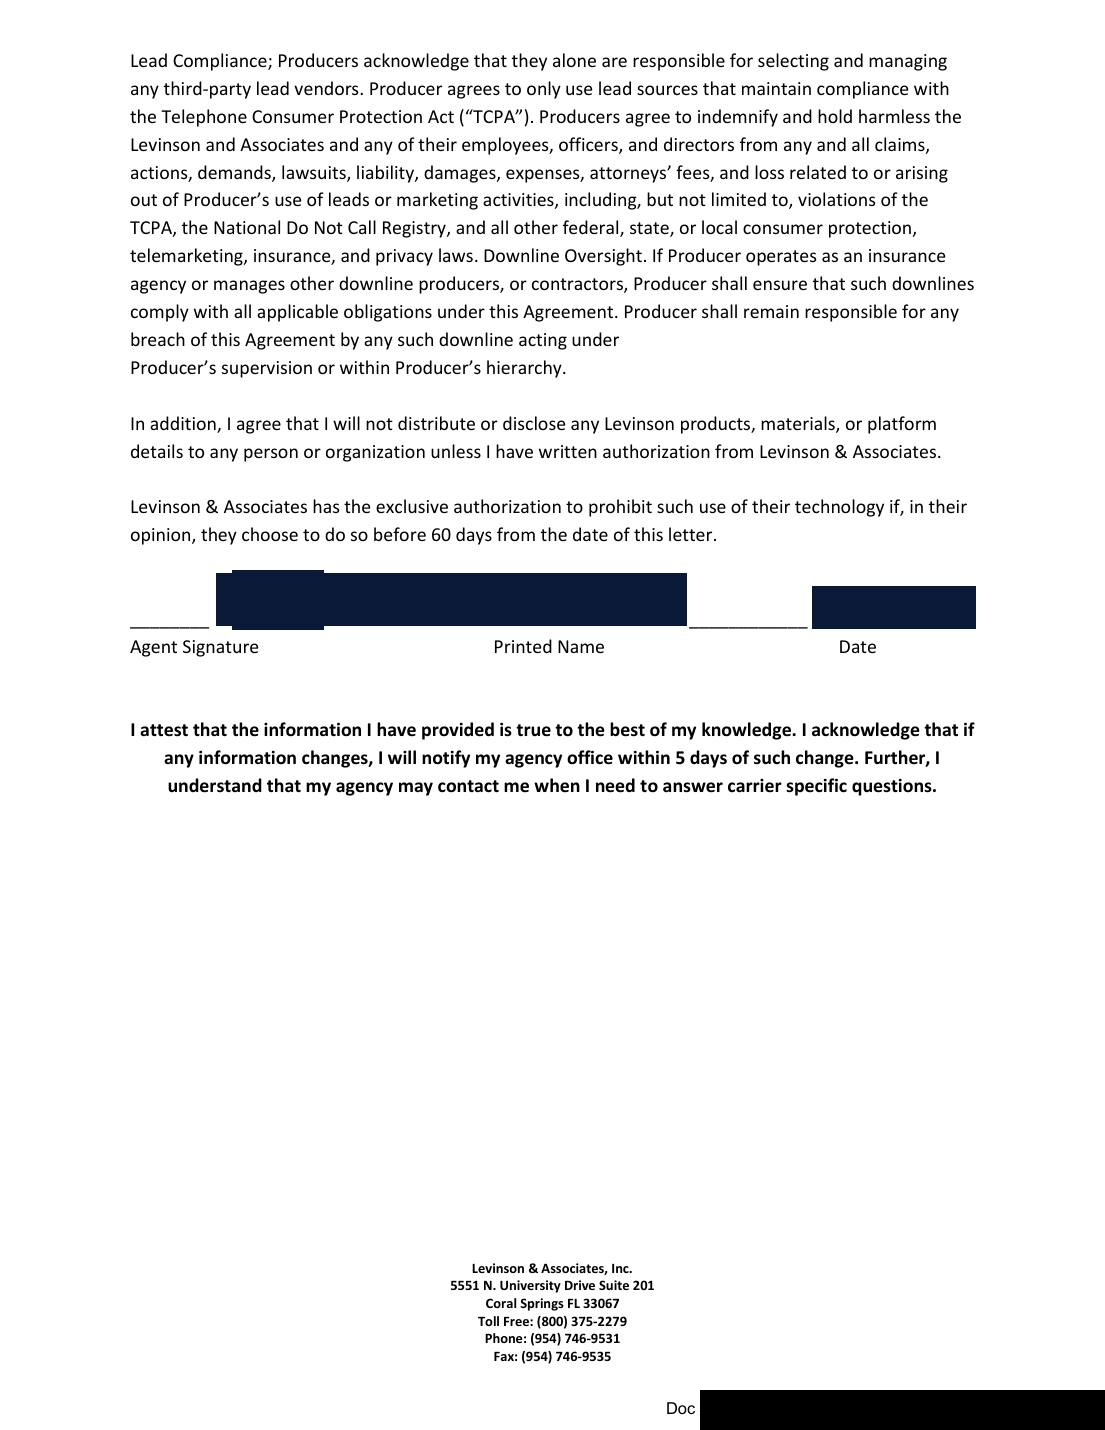 Lead Compliance; Producers acknowledge that they alone are responsible for selecting and managing
any third-party lead vendors. Producer agrees to only use lead sources that maintain compliance with
the Telephone Consumer Protection Act (“TCPA”). Producers agree to indemnify and hold harmless the
Levinson and Associates and any of their employees, officers, and directors from any and all claims,
actions, demands, lawsuits, liability, damages, expenses, attorneys’ fees, and loss related to or arising
out of Producer’s use of leads or marketing activities, including, but not limited to, violations of the
TCPA, the National Do Not Call Registry, and all other federal, state, or local consumer protection,
telemarketing, insurance, and privacy laws. Downline Oversight. If Producer operates as an insurance
agency or manages other downline producers, or contractors, Producer shall ensure that such downlines
comply with all applicable obligations under this Agreement. Producer shall remain responsible for any
breach of this Agreement by any such downline acting under
Producer’s supervision or within Producer’s hierarchy.
In addition, I agree that I will not distribute or disclose any Levinson products, materials, or platform
details to any person or organization unless I have written authorization from Levinson & Associates.
Levinson & Associates has the exclusive authorization to prohibit such use of their technology if, in their
opinion, they choose to do so before 60 days from the date of this letter.
Agent Signature Printed Name Date
I attest that the information I have provided is true to the best of my knowledge. I acknowledge that if
any information changes, I will notify my agency office within 5 days of such change. Further, I
understand that my agency may contact me when I need to answer carrier specific questions.
Levinson & Associates, Inc.
5551 N. University Drive Suite 201
Coral Springs FL 33067
Toll Free: (800) 375-2279
Phone: (954) 746-9531
Fax: (954) 746-9535
Doc